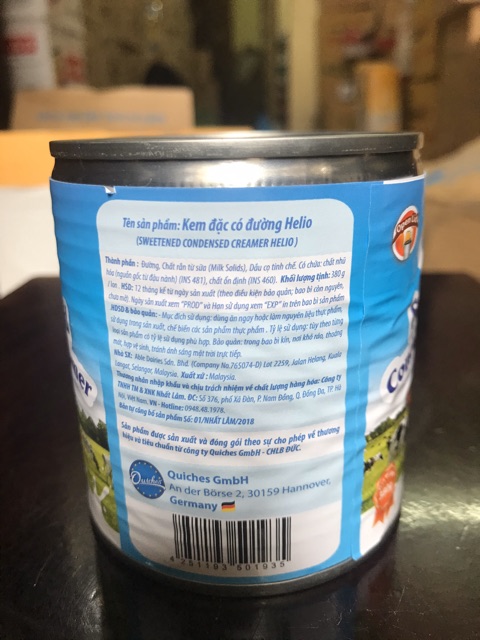 Tên sản phẩm: Kem đặc có đường Helio
(SWEETENED CONDENSED CREAMER HELIO)
Thành phần: Đường, Chất rắn từ sữa (Milk Solids), Dầu cọ tinh chế. Có chứa: chất nhũ
hóa (nguồn gốc từ đậu nành) (INS 481), chất ổn định (INS 460). Khối lượng tịnh: 380 g
/ lon. HSD: 12 tháng kể từ ngày sản xuất (theo điều kiện bảo quản, bao bì còn nguyên,
chưa mở). Ngày sản xuất xem "PROD" và Hạn sử dụng xem "EXP" in trên bao bì sản phẩm
HDSD & bảo quản: - Mục đích sử dụng: dùng ăn ngay hoặc làm nguyên liệu thực phẩm,
sử dụng trong sản xuất, chế biến các sản phẩm thực phẩm. Tỷ lệ sử dụng: tùy theo từng
loại sản phẩm có tỷ lệ sử dụng phù hợp. Bảo quản: trong bao bì kín, nơi khô ráo, thoáng
mát, hợp vệ sinh, tránh ánh sáng mặt trời trực tiếp.
Nhà SX: Able Dairies Sdn. Bhd. (Company No.765074-D) Lot 2259, Julan Helang, Kuala
Langat, Selangor, Malaysia. Xuất xứ: Malaysia.
Thương nhân nhập khẩu và chịu trách nhiệm về chất lượng hàng hóa: Công ty
TNHH TM & XNK Nhất Lâm. ĐC: Số 376, phố Xã Đàn, P. Nam Đồng, Q. Đống Đa, TP. Hà
Nội, Việt Nam. VN - Hotline: 0948.48.1978.
Bản tự công bố sản phẩm Số: 01/NHẤT LÂM/2018
Sản phẩm được sản xuất và đóng gói theo sự cho phép về thương
hiệu và tiêu chuẩn từ công ty Quiches GmbH - CHLB ĐỨC.
Quiches
Quiches GmbH
An der Börse 2, 30159 Hannover,
Germany
4 251193 501935